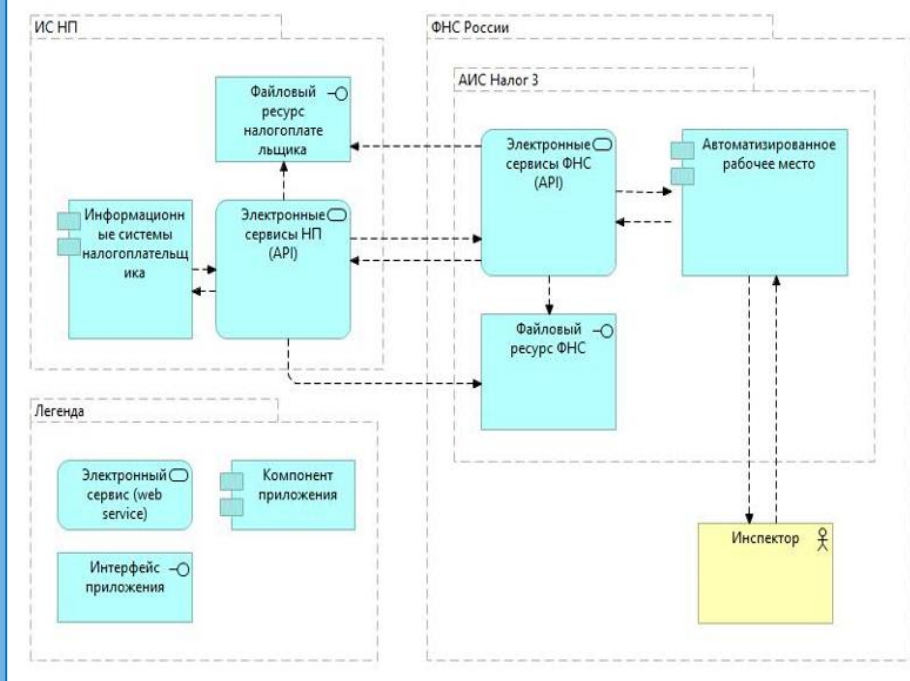 ИС НП
Файловый
ресурс
налогоплате
льщика
Информационн
ые системы
налогоплательщ
ика
Электронные
сервисы НП
(API)
ФНС России
АИС Налог 3
Электронные
сервисы ФНС
(API)
Автоматизированное
рабочее место
Файловый
ресурс ФНС
Инспектор
Легенда
Электронный
сервис (web
service)
Компонент
приложения
Интерфейс
приложения